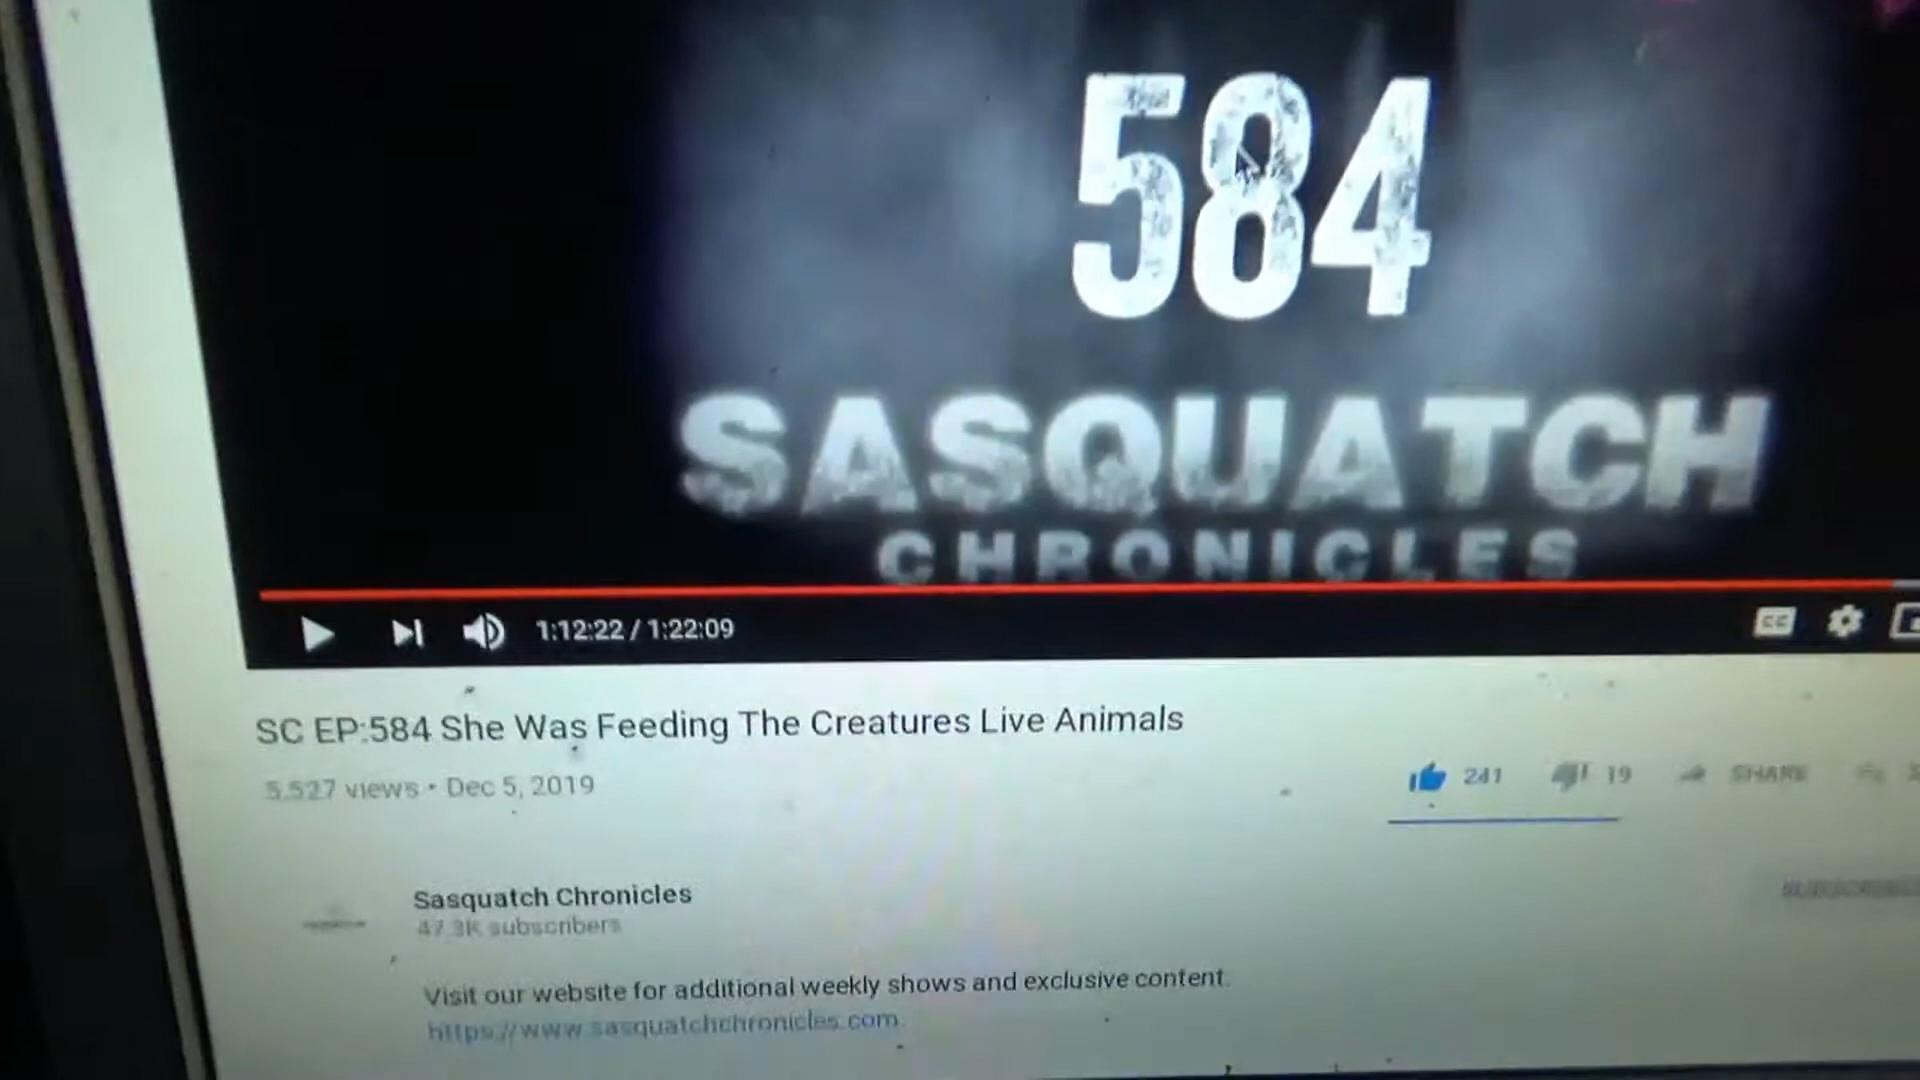 584
SASQUATCH
CHRONICLES
1:12:22 / 1:22:09
CC
SC EP:584 She Was Feeding The Creatures Live Animals
5,527 views • Dec 5, 2019
241 19 SHARE
Sasquatch Chronicles
47.3K subscribers
Visit our website for additional weekly shows and exclusive content.
https://www.sasquatchchronicles.com